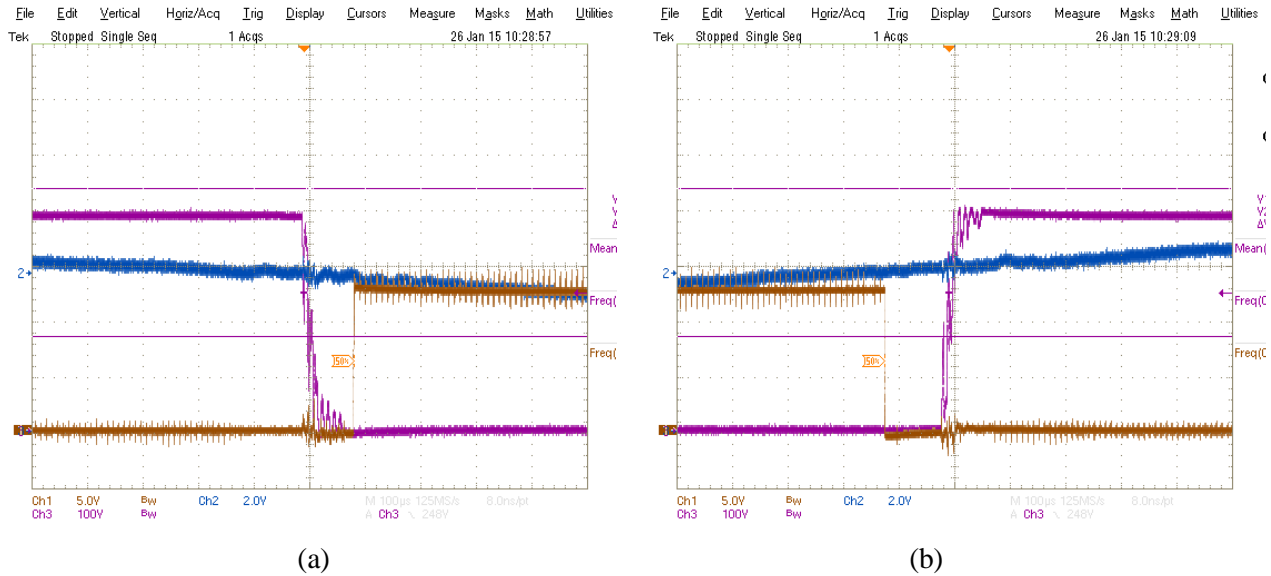 File Edit Vertical Horiz/Acq Trig Display Cursors Measure Masks Math Utilities
Tek Stopped Single Seq 1 Acqs 26 Jan 15 10:28:57
Mean
2
Freq(
50%
Freq(
Ch1 5.0V Bw Ch2 2.0V M 100µs 125MS/s 8.0ns/pt
Ch3 100V Bw A Ch3 \ 248V
(a)
File Edit Vertical Horiz/Acq Trig Display Cursors Measure Masks Math Utilities
Tek Stopped Single Seq 1 Acqs 26 Jan 15 10:29:09
Mean(
2
Freq(C
50%
Freq(C
Ch1 5.0V Bw Ch2 2.0V M 100µs 125MS/s 8.0ns/pt
Ch3 100V Bw A Ch3 \ 248V
(b)